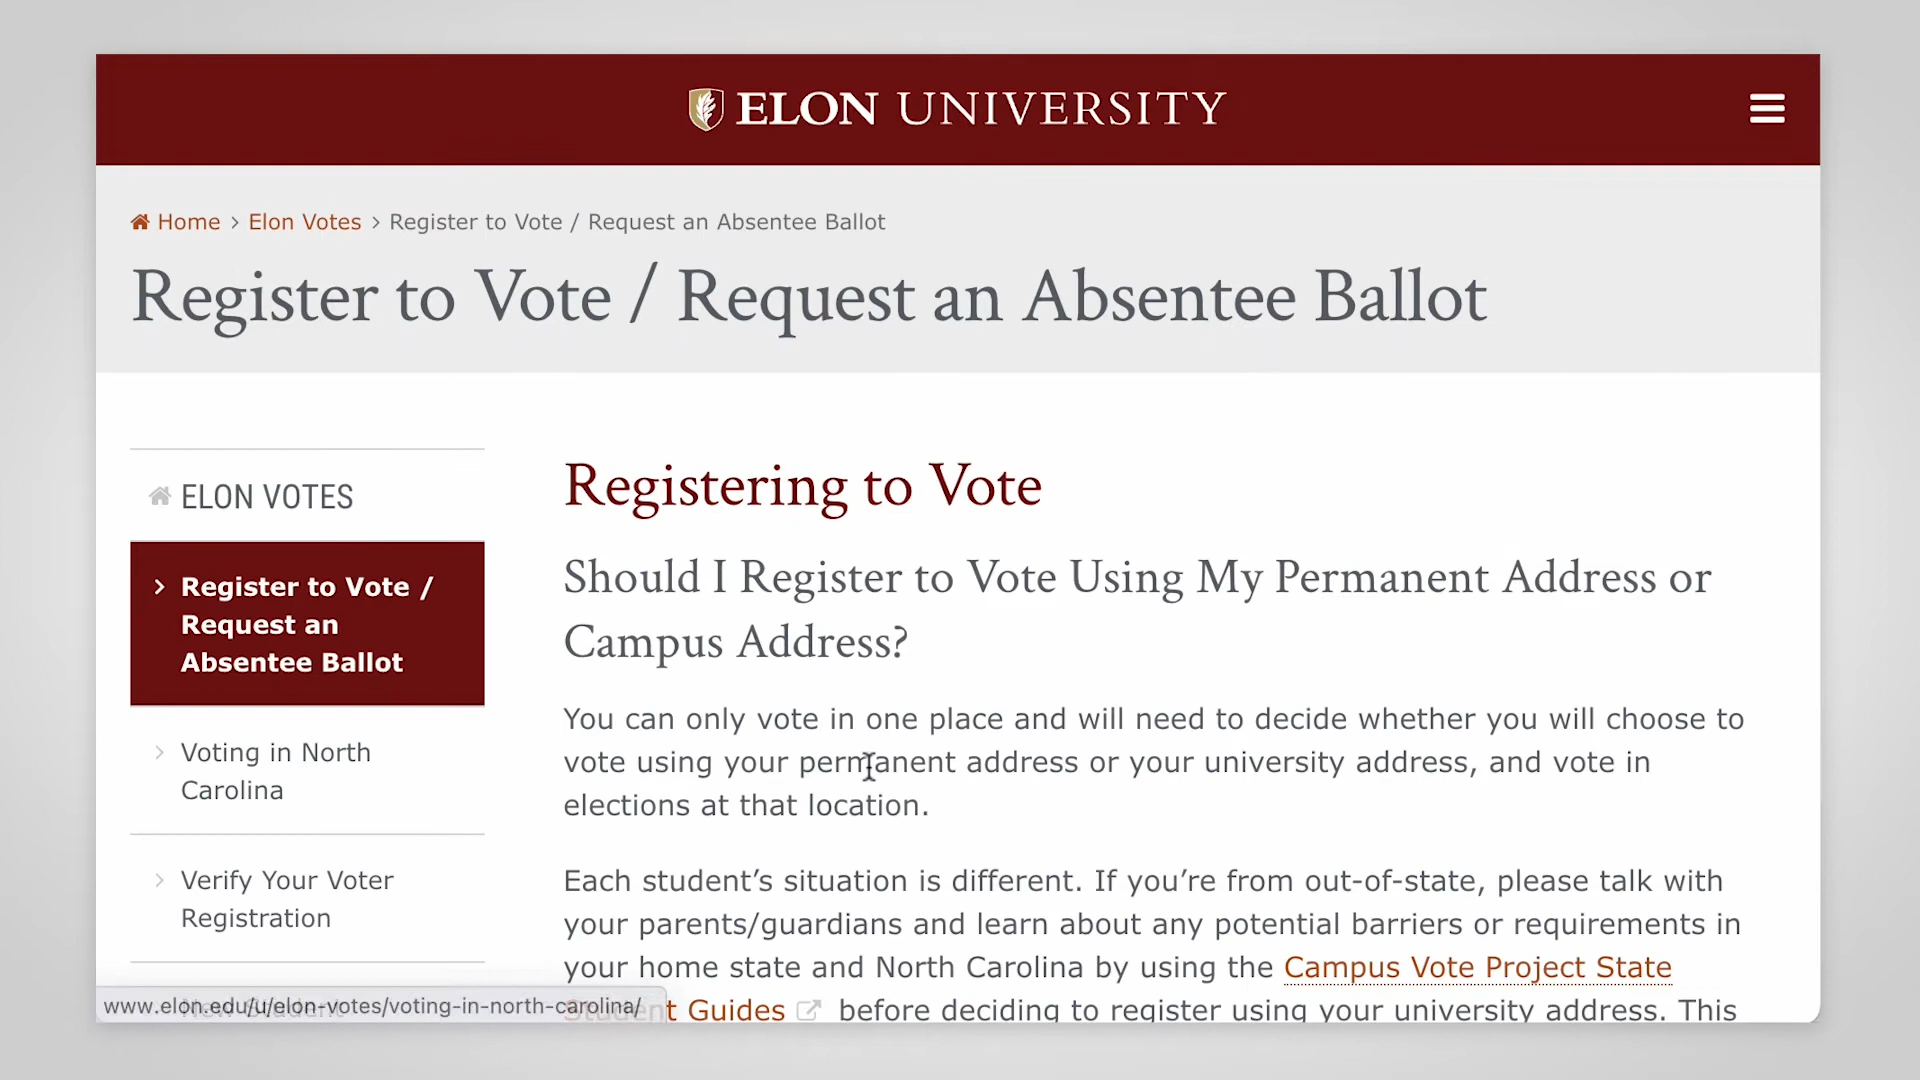 ELON UNIVERSITY
Home > Elon Votes > Register to Vote / Request an Absentee Ballot
Register to Vote / Request an Absentee Ballot
ELON VOTES
Register to Vote /
Request an
Absentee Ballot
Voting in North
Carolina
Verify Your Voter
Registration
Registering to Vote
Should I Register to Vote Using My Permanent Address or
Campus Address?
You can only vote in one place and will need to decide whether you will choose to
vote using your permanent address or your university address, and vote in
elections at that location.
Each student’s situation is different. If you’re from out-of-state, please talk with
your parents/guardians and learn about any potential barriers or requirements in
your home state and North Carolina by using the Campus Vote Project State
Student Guides before deciding to register using your university address. This
www.elon.edu/u/elon-votes/voting-in-north-carolina/